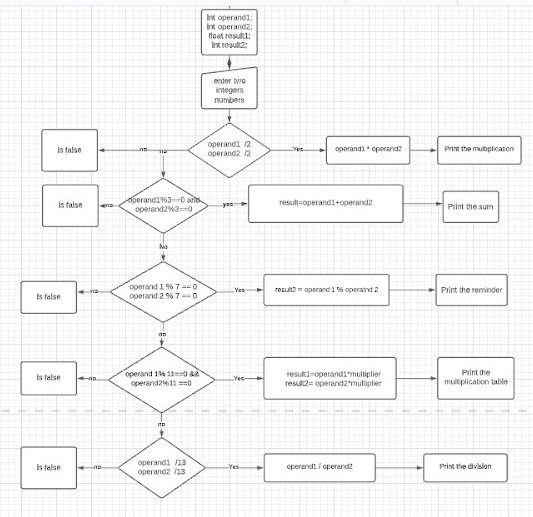 Int operand1;
Int operand2;
float result1;
Int result2;
enter two
integers
numbers
operand1 /2
operand2 /2
no
no
Is false
Yes
operand1 * operand2
Print the multiplication
operand1%3==0 and
operand2%3==0
no
Is false
yes
result=operand1+operand2
Print the sum
No
operand 1 % 7 == 0
operand 2 % 7 == 0
no
Is false
Yes
result2 = operand 1 % operand 2
Print the reminder
no
operand 1% 11==0 &&
operand2%11 ==0
no
Is false
Yes
result1=operand1*multiplier
result2= operand2*multiplier
Print the
multiplication table
no
operand1 /13
operand2 /13
no
Is false
Yes
operand1 / operand2
Print the division